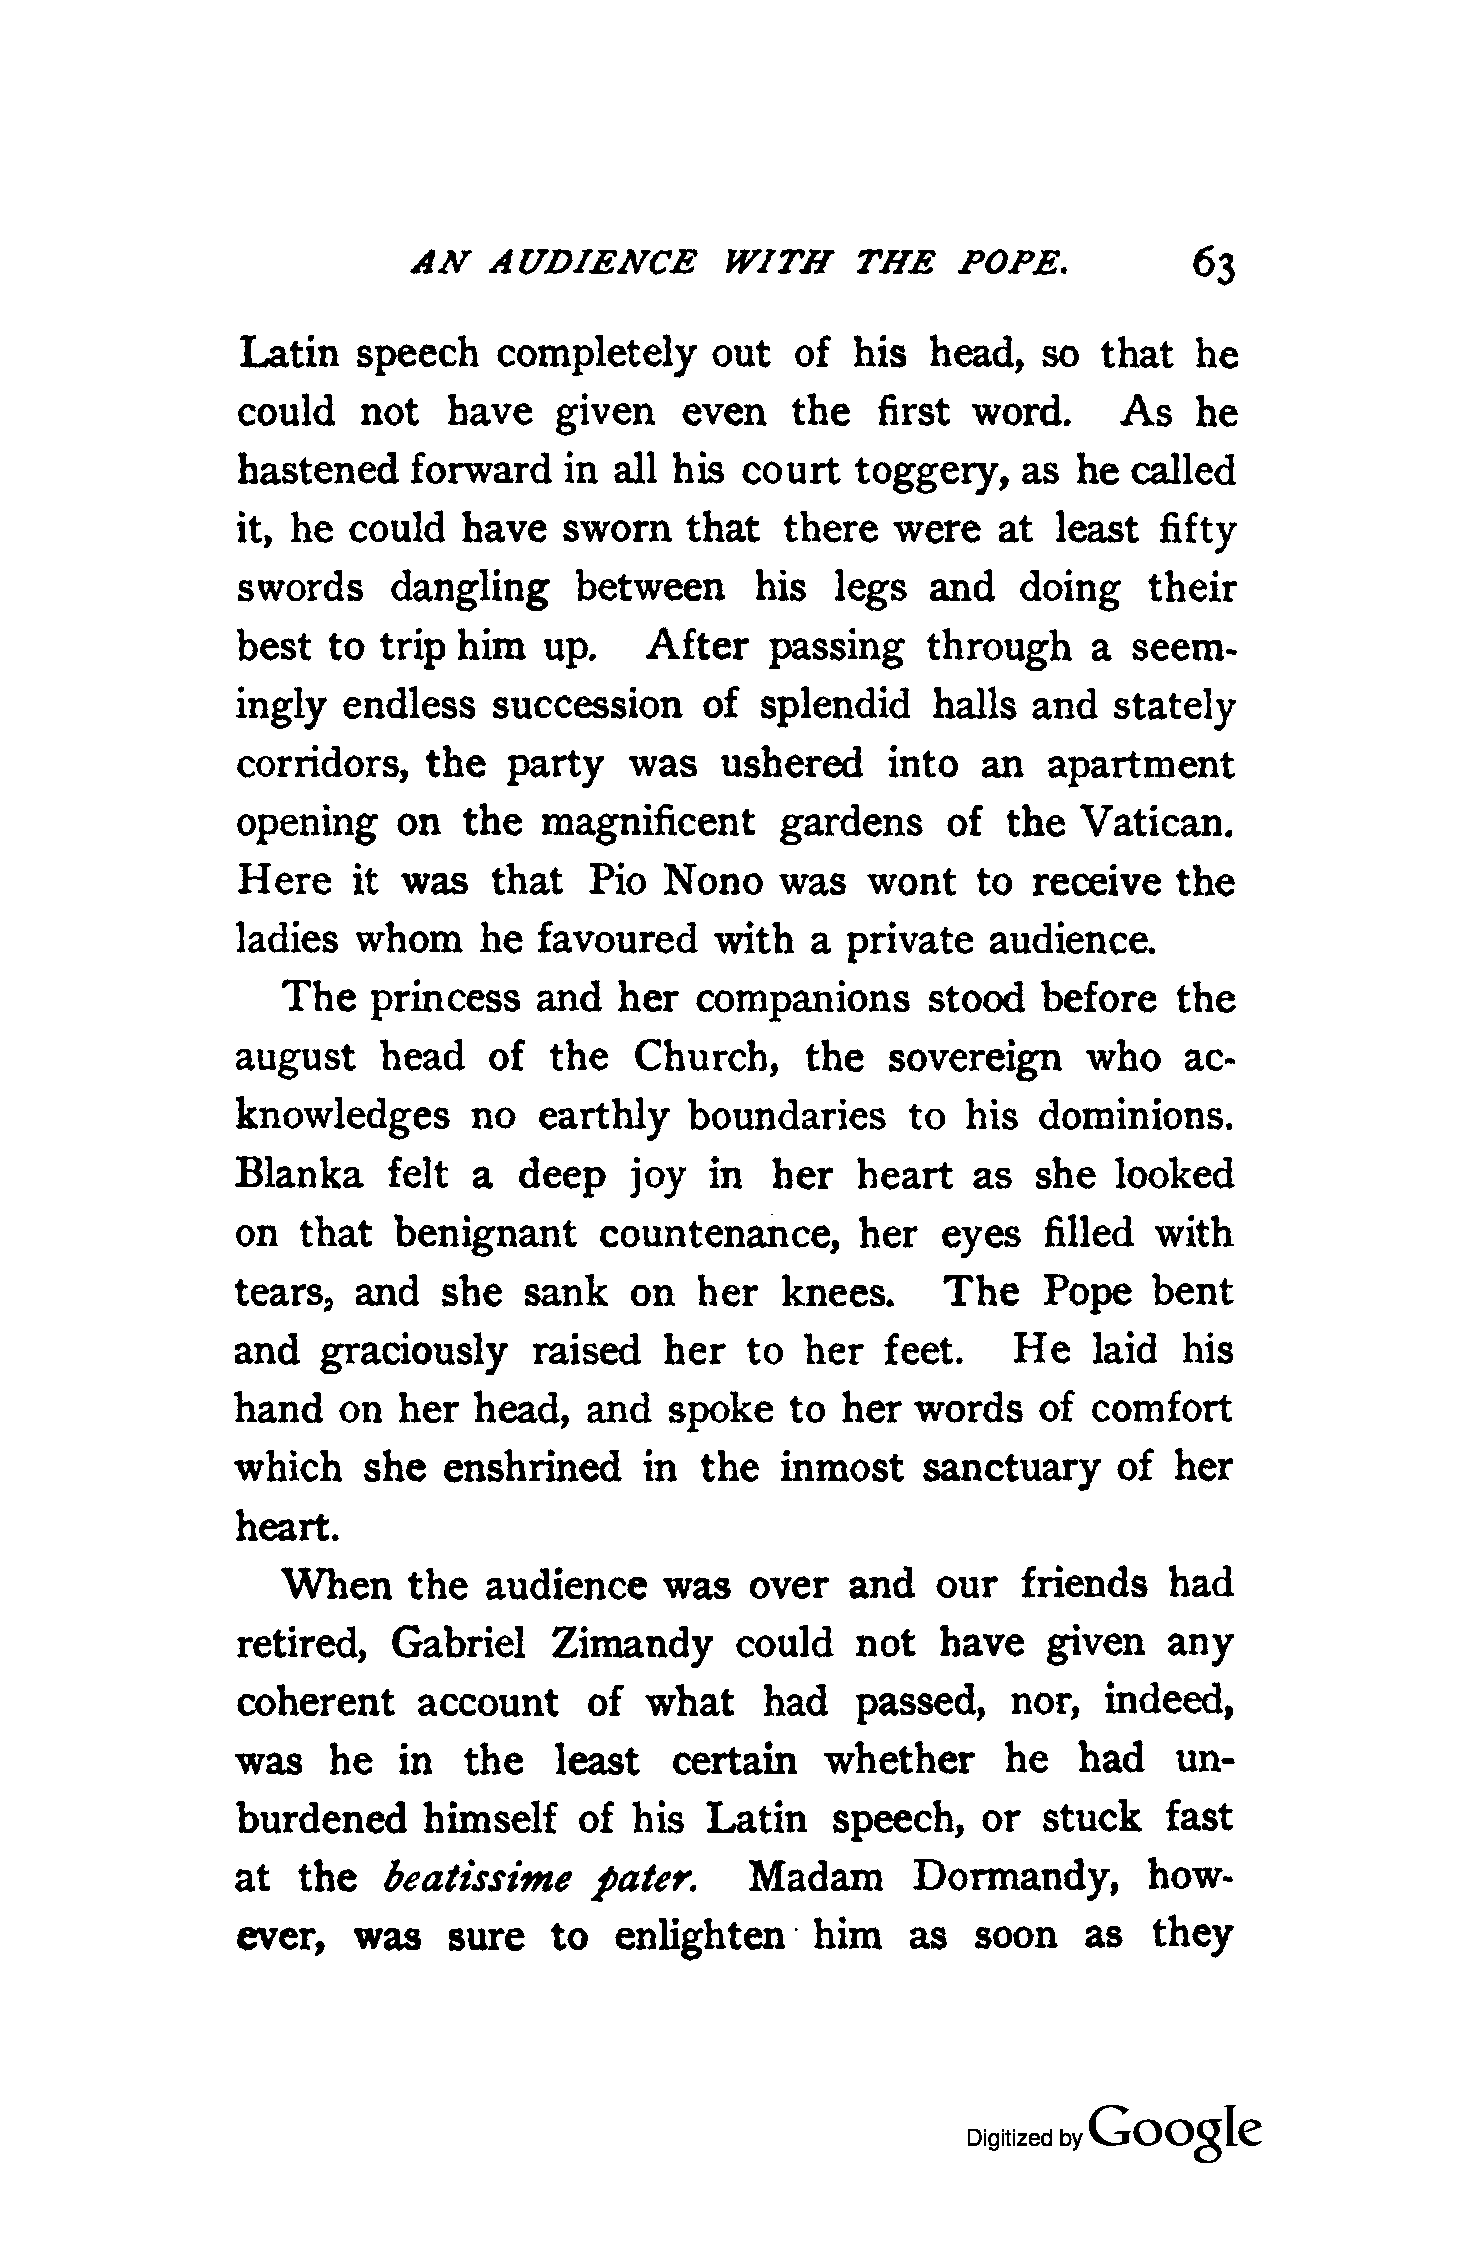 AN AUDIENCE WITH THE POPE. 63
Latin speech completely out of his head, so that he
could not have given even the first word. As he
hastened forward in all his court toggery, as he called
it, he could have sworn that there were at least fifty
swords dangling between his legs and doing their
best to trip him up. After passing through a seem-
ingly endless succession of splendid halls and stately
corridors, the party was ushered into an apartment
opening on the magnificent gardens of the Vatican.
Here it was that Pio Nono was wont to receive the
ladies whom he favoured with a private audience.
The princess and her companions stood before the
august head of the Church, the sovereign who ac-
knowledges no earthly boundaries to his dominions.
Blanka felt a deep joy in her heart as she looked
on that benignant countenance, her eyes filled with
tears, and she sank on her knees. The Pope bent
and graciously raised her to her feet. He laid his
hand on her head, and spoke to her words of comfort
which she enshrined in the inmost sanctuary of her
heart.
When the audience was over and our friends had
retired, Gabriel Zimandy could not have given any
coherent account of what had passed, nor, indeed,
was he in the least certain whether he had un-
burdened himself of his Latin speech, or stuck fast
at the beatissime pater. Madam Dormandy, how-
ever, was sure to enlighten him as soon as they
Digitized by Google